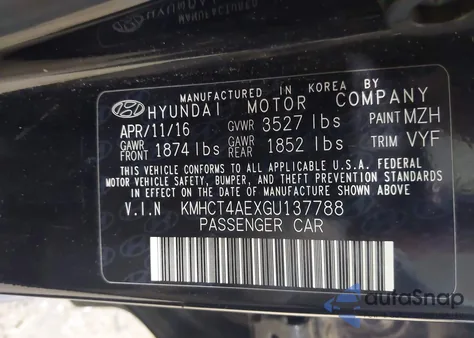 MANUFACTURED IN KOREA BY
HYUNDAI MOTOR COMPANY
APR/11/16 GVWR 3527 lbs PAINT MZH
GAWR FRONT 1874 lbs GAWR REAR 1852 lbs TRIM VYF
THIS VEHICLE CONFORMS TO ALL APPLICABLE U.S.A. FEDERAL
MOTOR VEHICLE SAFETY, BUMPER, AND THEFT PREVENTION STANDARDS
IN EFFECT ON THE DATE OF MANUFACTURE SHOWN ABOVE.
V.I.N KMHCT4AEXGU137788
PASSENGER CAR
autoSnap